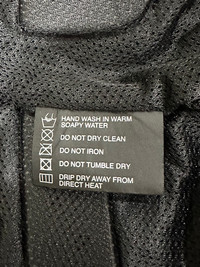 HAND WASH IN WARM
SOAPY WATER
DO NOT DRY CLEAN
DO NOT IRON
DO NOT TUMBLE DRY
DRIP DRY AWAY FROM
DIRECT HEAT